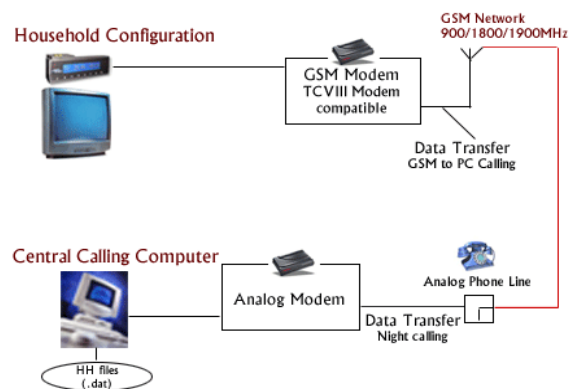 GSM Network
900/1800/1900MHz
Household Configuration
GSM Modem
TCVIII Modem
compatible
Data Transfer
GSM to PC Calling
Central Calling Computer
Analog Phone Line
Analog Modem
Data Transfer
Night calling
HH files
(.dat)